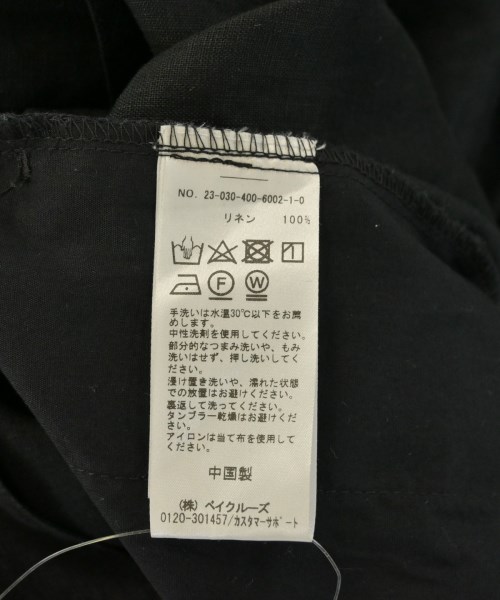 NO. 23-030-400-6002-1-0
リネン 100%
F W
手洗いは水温30℃以下をお薦
めします。
中性洗剤を使用してください。
部分的なつまみ洗いや、もみ
洗いはせず、押し洗いしてく
ださい。
浸け置き洗いや、濡れた状態
での放置はお避けください。
裏返して洗ってください。
タンブラー乾燥はお避けくだ
さい。
アイロンは当て布を使用して
ください。
中国製
(株) ベイクルーズ
0120-301457/カスタマーサポート